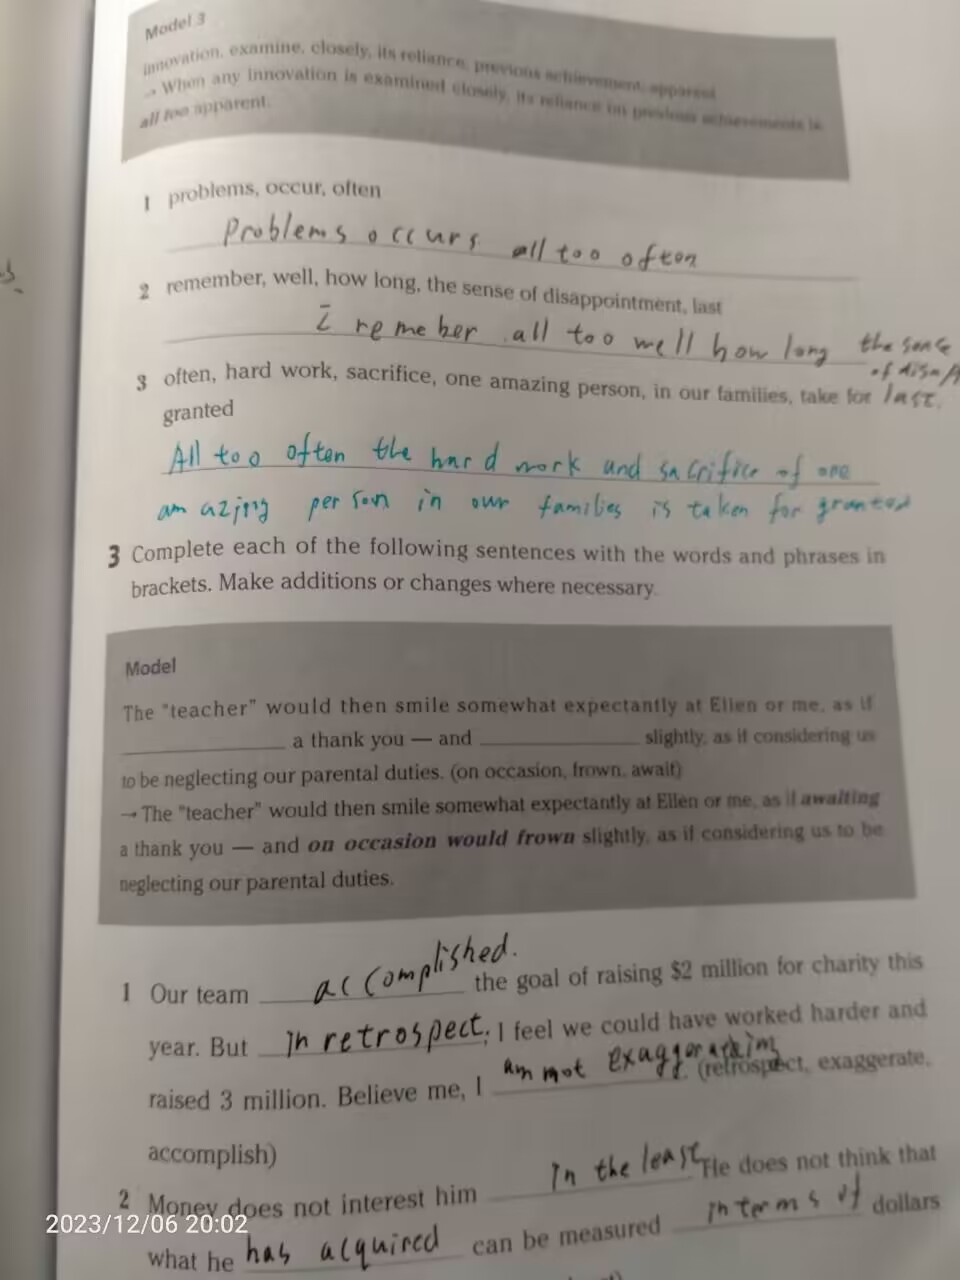 Model 3
innovation, examine, closely, its reliance, previous achievement, apparent
→ When any innovation is examined closely, its reliance on previous achievements is
all too apparent.
1 problems, occur, often
Problems occurs all too often
2 remember, well, how long, the sense of disappointment, last
I remember all too well how long the sense
of disap
last.
3 often, hard work, sacrifice, one amazing person, in our families, take for
granted
All too often the hard work and sacrifice of one
amazing person in our families is taken for granted
3 Complete each of the following sentences with the words and phrases in
brackets. Make additions or changes where necessary.
Model
The "teacher" would then smile somewhat expectantly at Ellen or me, as if
a thank you — and slightly, as if considering us
to be neglecting our parental duties. (on occasion, frown, await)
→ The "teacher" would then smile somewhat expectantly at Ellen or me, as if awaiting
a thank you — and on occasion would frown slightly, as if considering us to be
neglecting our parental duties.
1 Our team accomplished. the goal of raising $2 million for charity this
year. But in retrospect, I feel we could have worked harder and
raised 3 million. Believe me, I am not exaggerating. (retrospect, exaggerate,
accomplish)
2 Money does not interest him in the least. He does not think that
what he has acquired can be measured in terms of dollars
2023/12/06 20:02